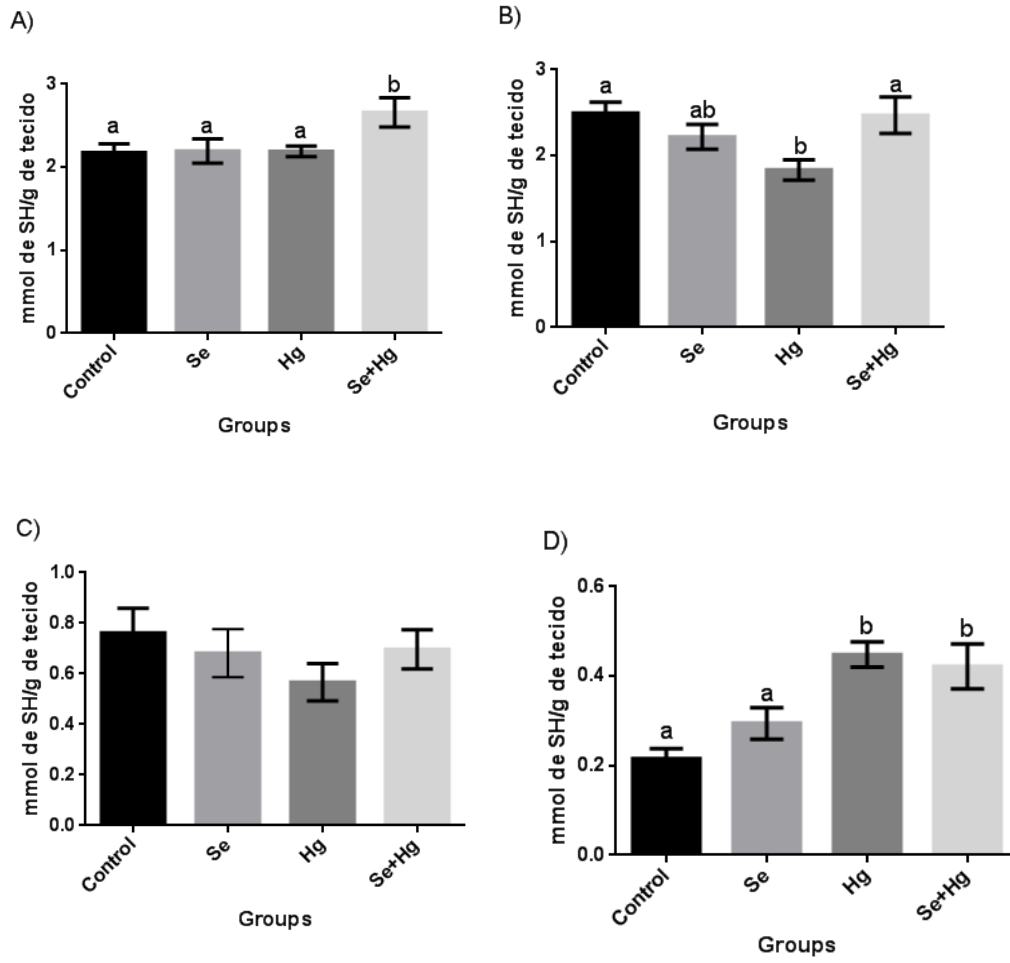 A)
mmol de SH/g de tecido
3
2
1
0
a
a
a
b
Control
Se
Hg
Se+Hg
Groups
B)
mmol de SH/g de tecido
3
2
1
0
a
ab
b
a
Control
Se
Hg
Se+Hg
Groups
C)
mmol de SH/g de tecido
1.0
0.8
0.6
0.4
0.2
0.0
Control
Se
Hg
Se+Hg
Groups
D)
mmol de SH/g de tecido
0.6
0.4
0.2
0.0
a
a
b
b
Control
Se
Hg
Se+Hg
Groups